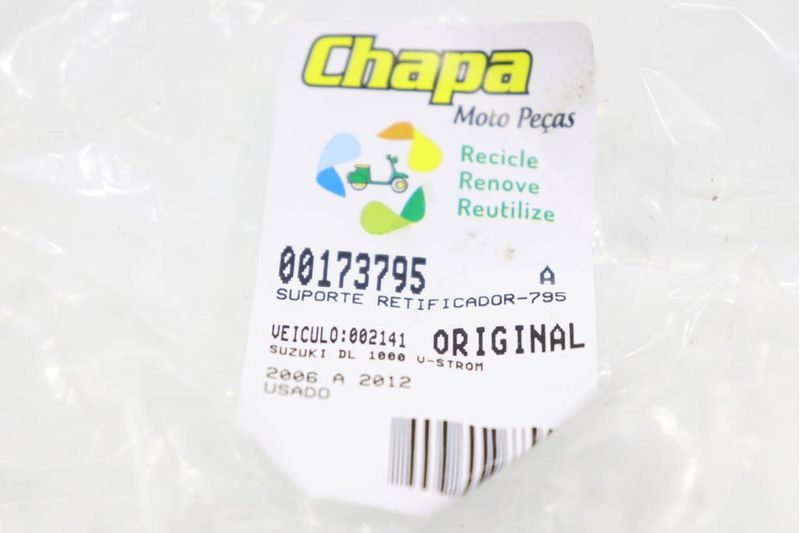 Chapa
Moto Peças
Recicle
Renove
Reutilize
00173795 A
SUPORTE RETIFICADOR-795
VEICULO:002141 ORIGINAL
SUZUKI DL 1000 V-STROM
2006 A 2012
USADO